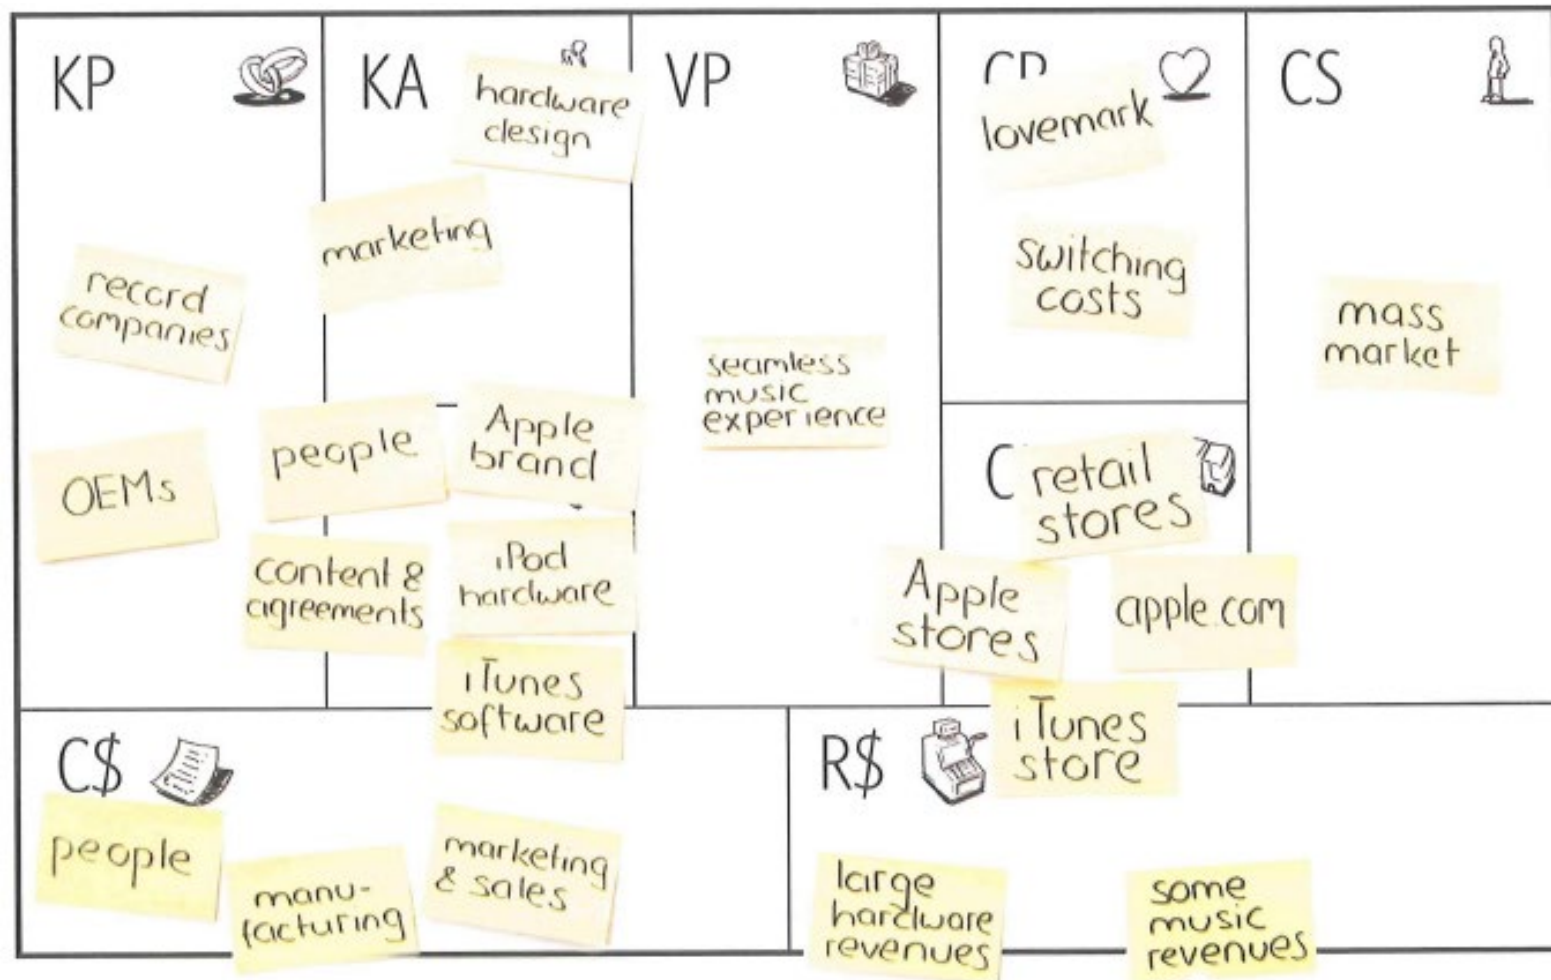 KP
record
companies
OEMs
KA
hardware
design
marketing
people
Apple
brand
content &
agreements
iPod
hardware
iTunes
software
VP
seamless
music
experience
lovemark
switching
costs
C
retail
stores
Apple
stores
apple.com
iTunes
store
CS
mass
market
C$
people
manu-
facturing
marketing
& sales
R$
large
hardware
revenues
some
music
revenues